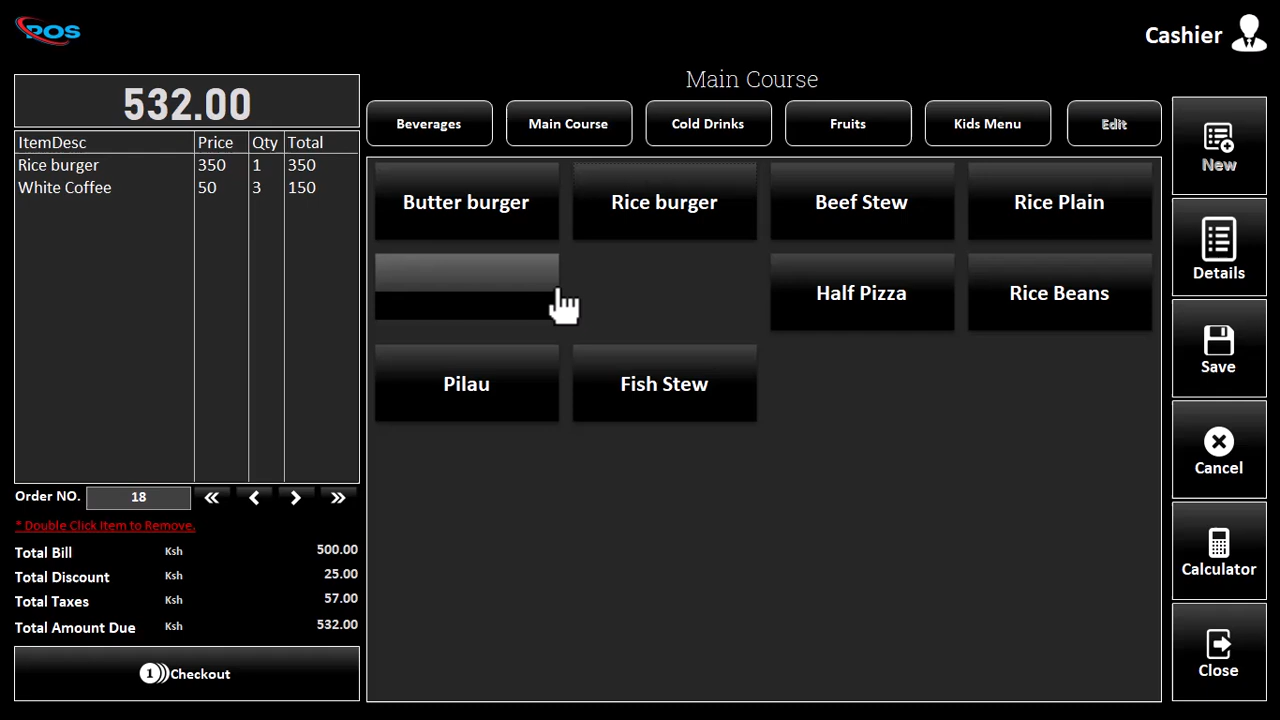 POS
Cashier
532.00
ItemDesc Price Qty Total
Rice burger 350 1 350
White Coffee 50 3 150
Order NO. 18
* Double Click Item to Remove.
Total Bill Ksh 500.00
Total Discount Ksh 25.00
Total Taxes Ksh 57.00
Total Amount Due Ksh 532.00
1 Checkout
Main Course
Beverages Main Course Cold Drinks Fruits Kids Menu Edit
Butter burger Rice burger Beef Stew Rice Plain
Half Pizza Rice Beans
Pilau Fish Stew
New
Details
Save
Cancel
Calculator
Close